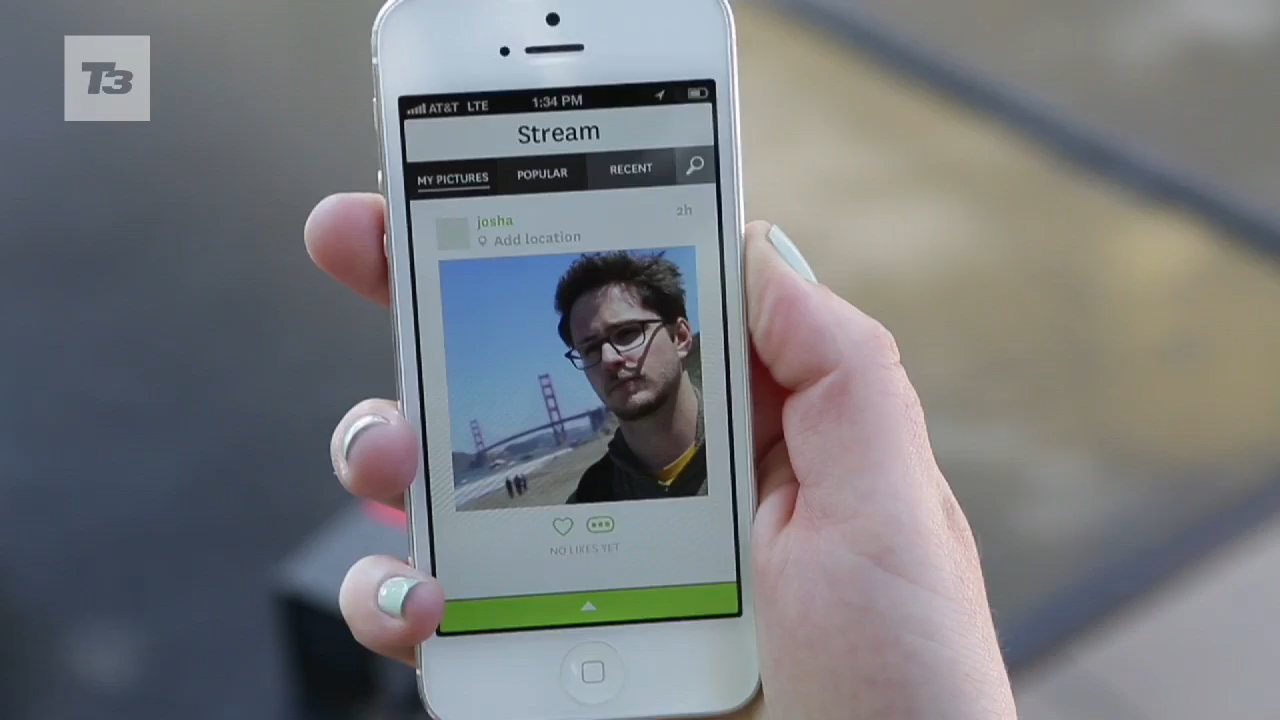 T3
AT&T LTE 1:34 PM
Stream
MY PICTURES POPULAR RECENT
josha 2h
Add location
NO LIKES YET